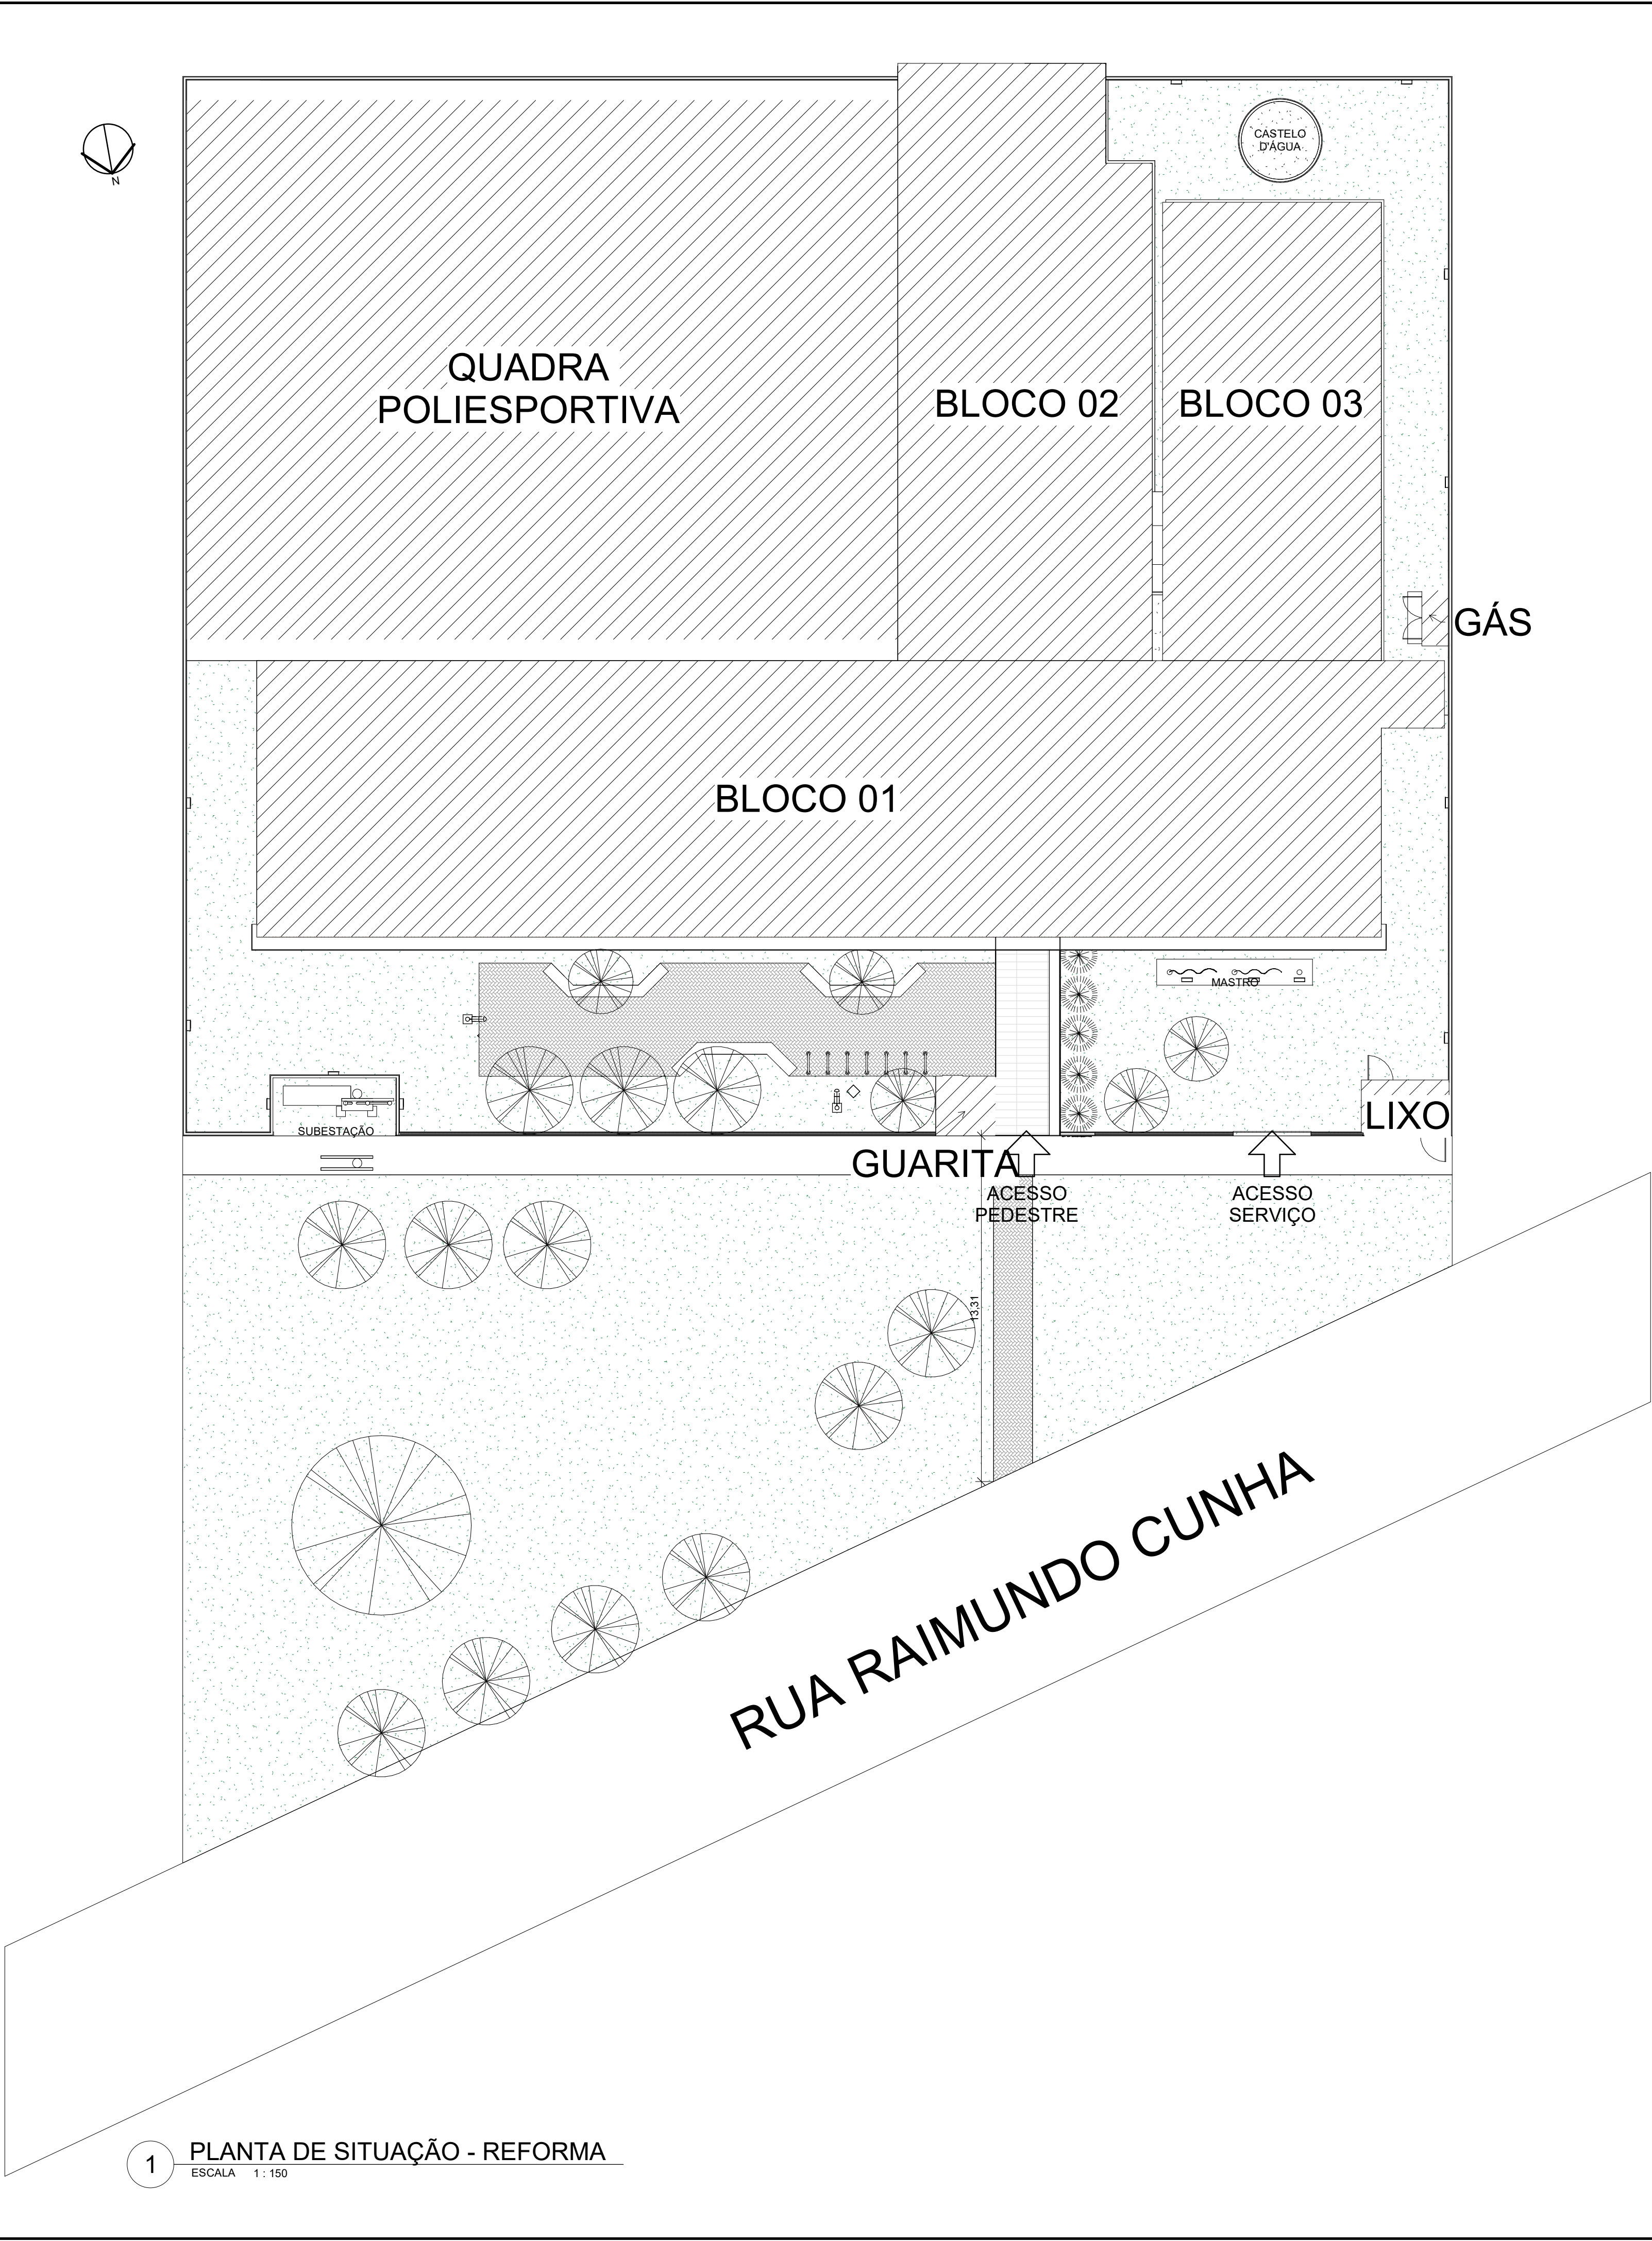 CASTELO
D'ÁGUA
N
QUADRA
POLIESPORTIVA
BLOCO 02
BLOCO 03
GÁS
BLOCO 01
MASTRO
SUBESTAÇÃO
LIXO
GUARITA
ACESSO
PEDESTRE
ACESSO
SERVIÇO
13,31
RUA RAIMUNDO CUNHA
1
PLANTA DE SITUAÇÃO - REFORMA
ESCALA 1 : 150